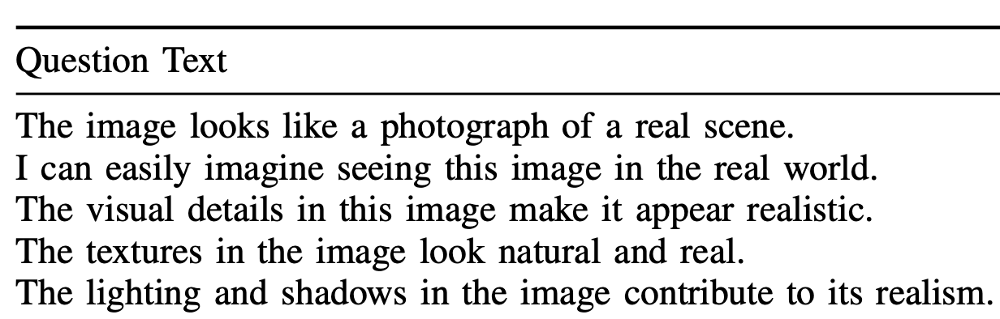 Question Text
The image looks like a photograph of a real scene.
I can easily imagine seeing this image in the real world.
The visual details in this image make it appear realistic.
The textures in the image look natural and real.
The lighting and shadows in the image contribute to its realism.